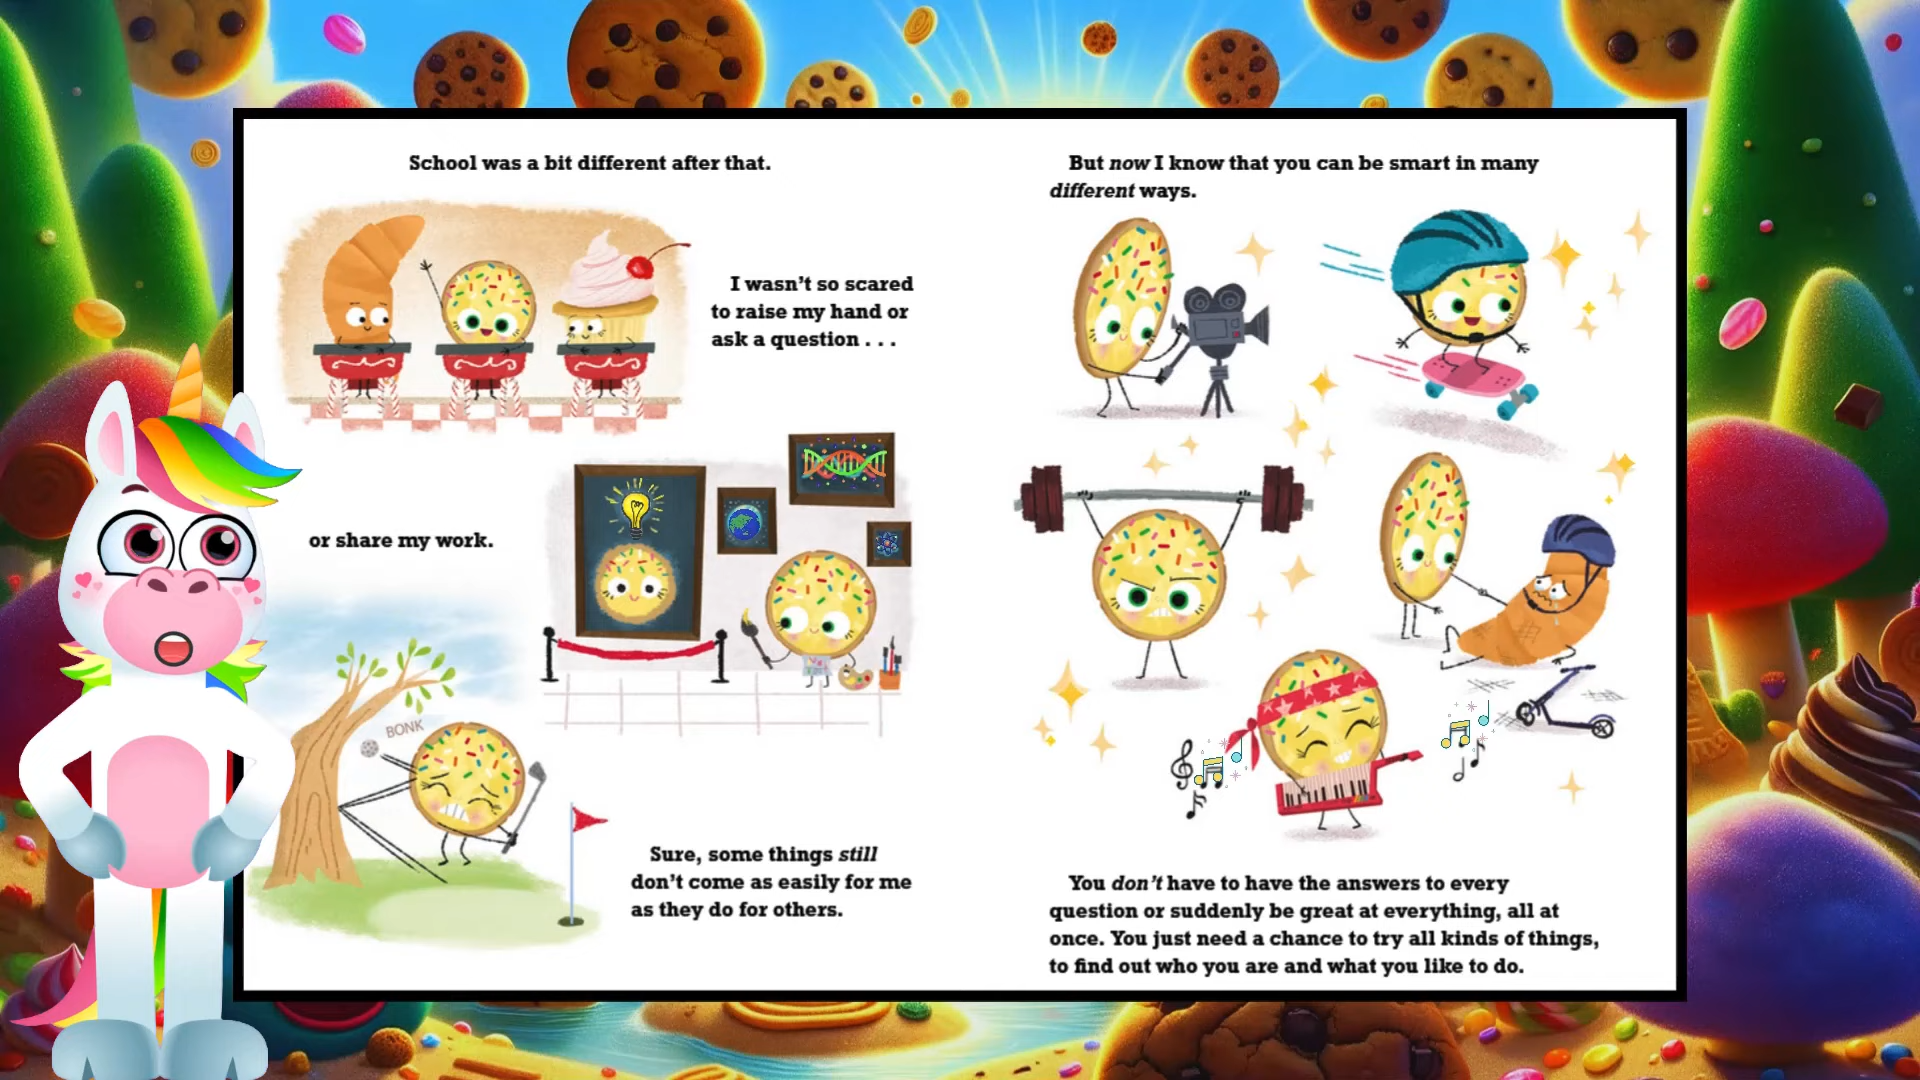 School was a bit different after that.
I wasn't so scared
to raise my hand or
ask a question . . .
or share my work.
BONK
Sure, some things still
don't come as easily for me
as they do for others.
But now I know that you can be smart in many
different ways.
You don't have to have the answers to every
question or suddenly be great at everything, all at
once. You just need a chance to try all kinds of things,
to find out who you are and what you like to do.